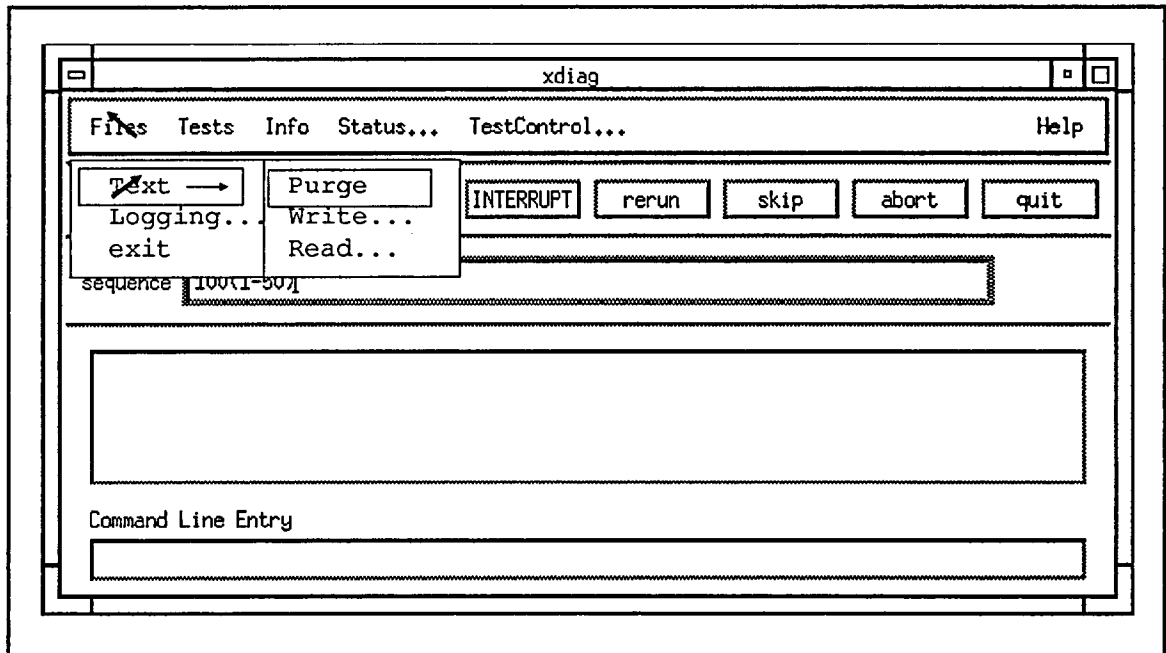 xdiag
Files Tests Info Status... TestControl... Help
Text → Purge INTERRUPT rerun skip abort quit
Logging... Write...
exit Read...
sequence 100(1-50)
Command Line Entry